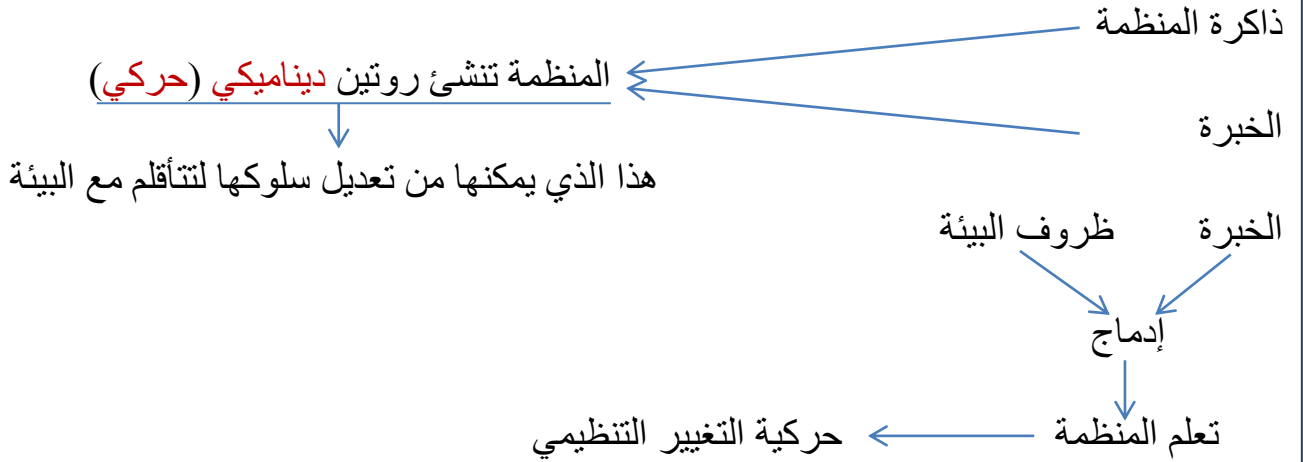 ذاكرة المنظمة
المنظمة تنشئ روتين ديناميكي (حركي)
الخبرة
هذا الذي يمكنها من تعديل سلوكها لتتأقلم مع البيئة
الخبرة ظروف البيئة
إدماج
تعلم المنظمة حركية التغيير التنظيمي